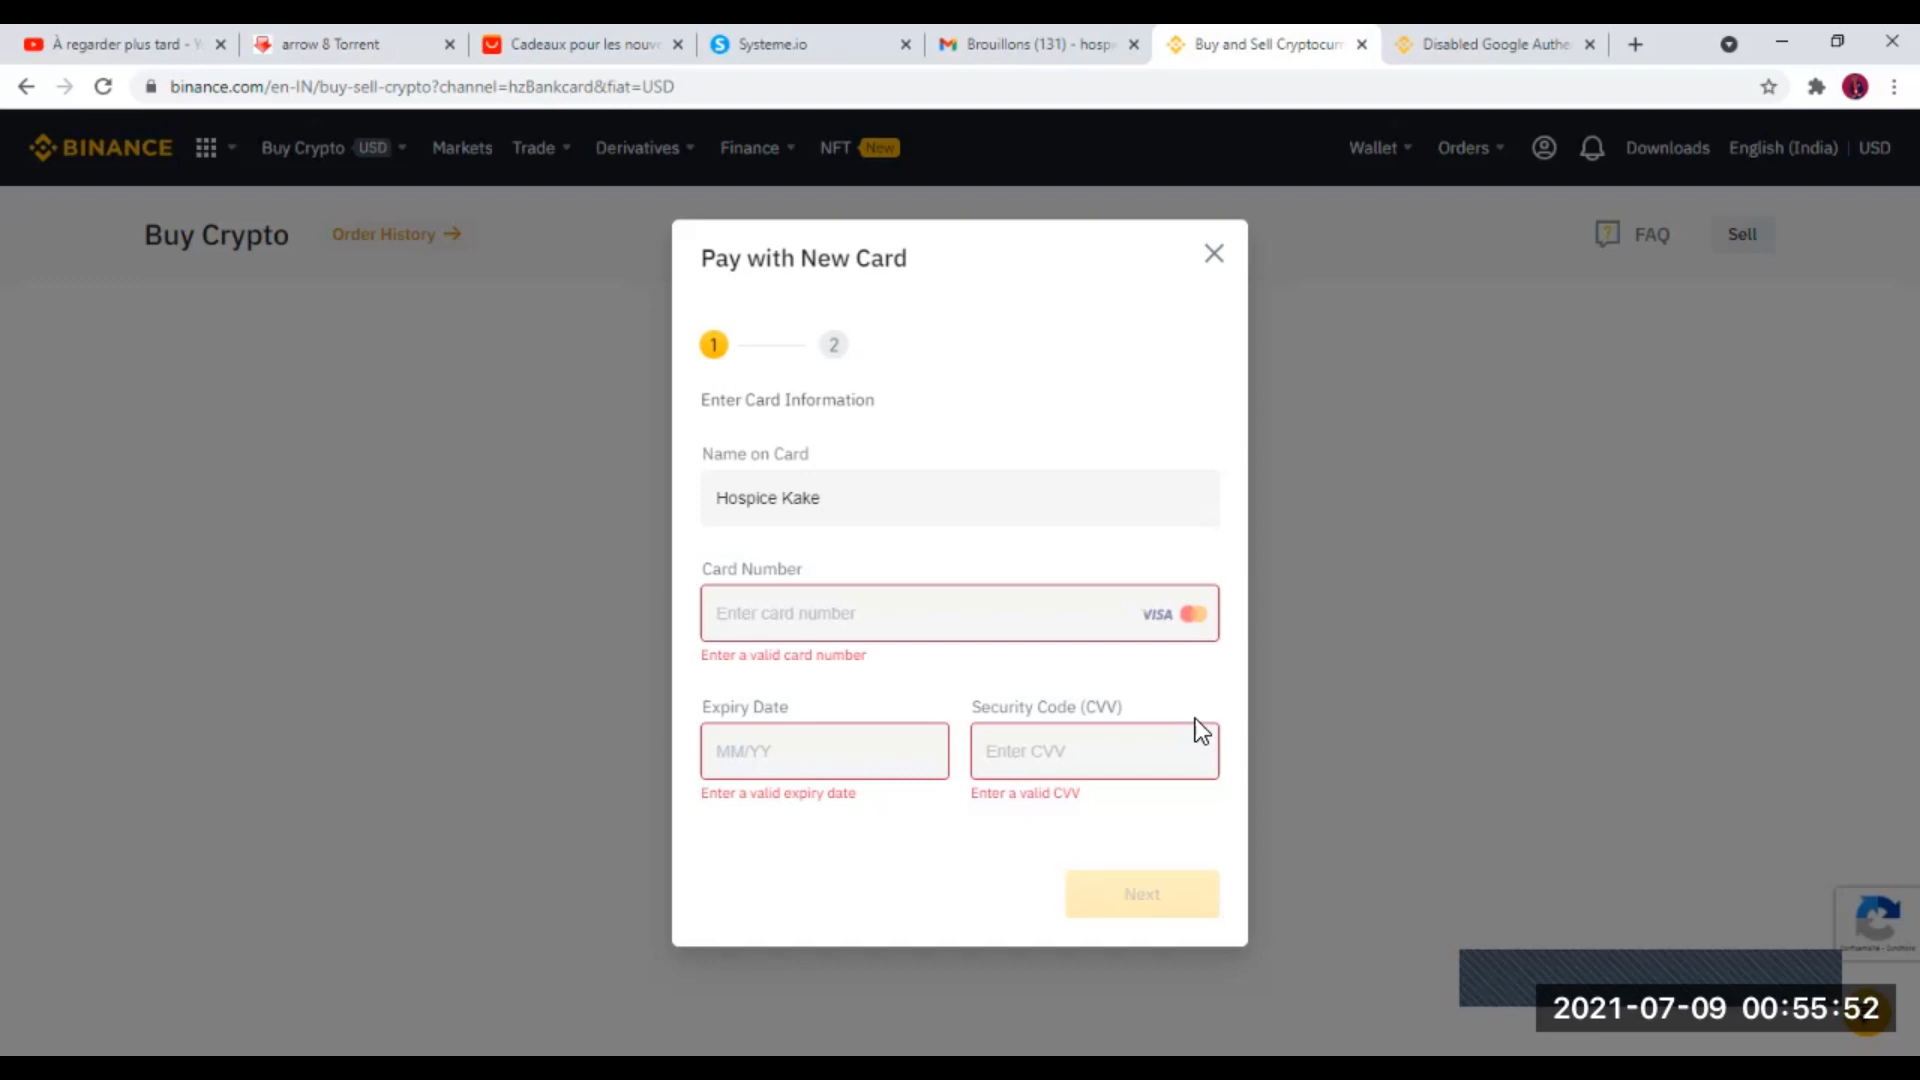 À regarder plus tard - Y
arrow 8 Torrent
Cadeaux pour les nouve
Systeme.io
Brouillons (131) - hospi
Buy and Sell Cryptocurr
Disabled Google Authe
binance.com/en-IN/buy-sell-crypto?channel=hzBankcard&fiat=USD
BINANCE
Buy Crypto USD
Markets
Trade
Derivatives
Finance
NFT New
Wallet
Orders
Downloads
English (India)
USD
Buy Crypto
Order History →
FAQ
Sell
Pay with New Card
1
2
Enter Card Information
Name on Card
Hospice Kake
Card Number
Enter card number
VISA
Enter a valid card number
Expiry Date
Security Code (CVV)
MM/YY
Enter CVV
Enter a valid expiry date
Enter a valid CVV
Next
2021-07-09 00:55:52